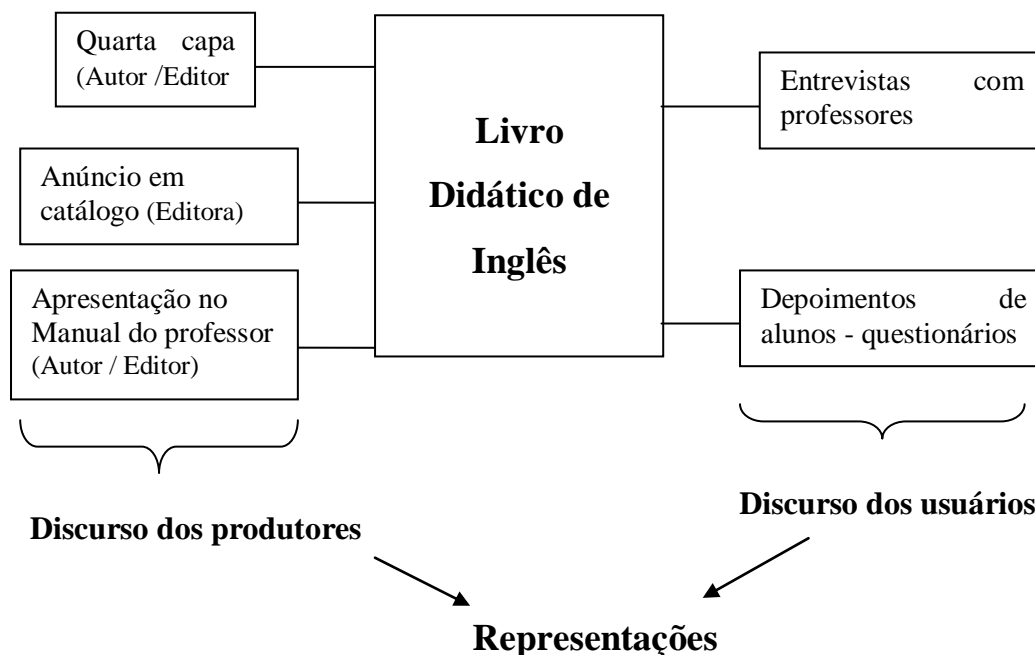 Quarta capa
(Autor /Editor
Anúncio em
catálogo (Editora)
Apresentação no
Manual do professor
(Autor / Editor)
Livro
Didático de
Inglês
Entrevistas com
professores
Depoimentos de
alunos - questionários
Discurso dos produtores
Discurso dos usuários
Representações